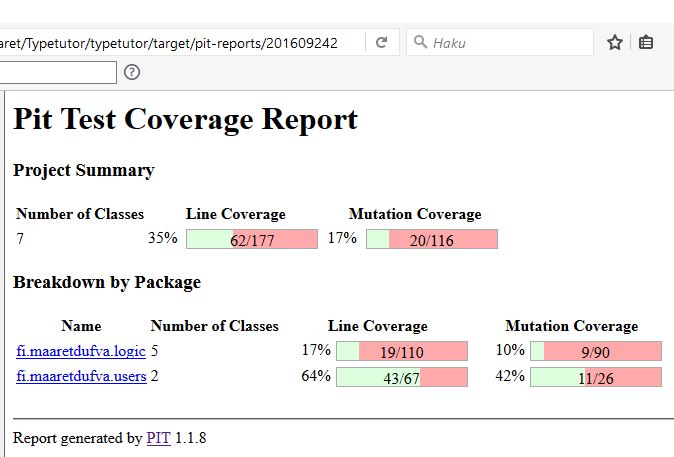 aret/Typetutor/typetutor/target/pit-reports/201609242
Haku
?
Pit Test Coverage Report
Project Summary
Number of Classes Line Coverage Mutation Coverage
7 35% 62/177 17% 20/116
Breakdown by Package
Name Number of Classes Line Coverage Mutation Coverage
fi.maaretdufva.logic 5 17% 19/110 10% 9/90
fi.maaretdufva.users 2 64% 43/67 42% 11/26
Report generated by PIT 1.1.8